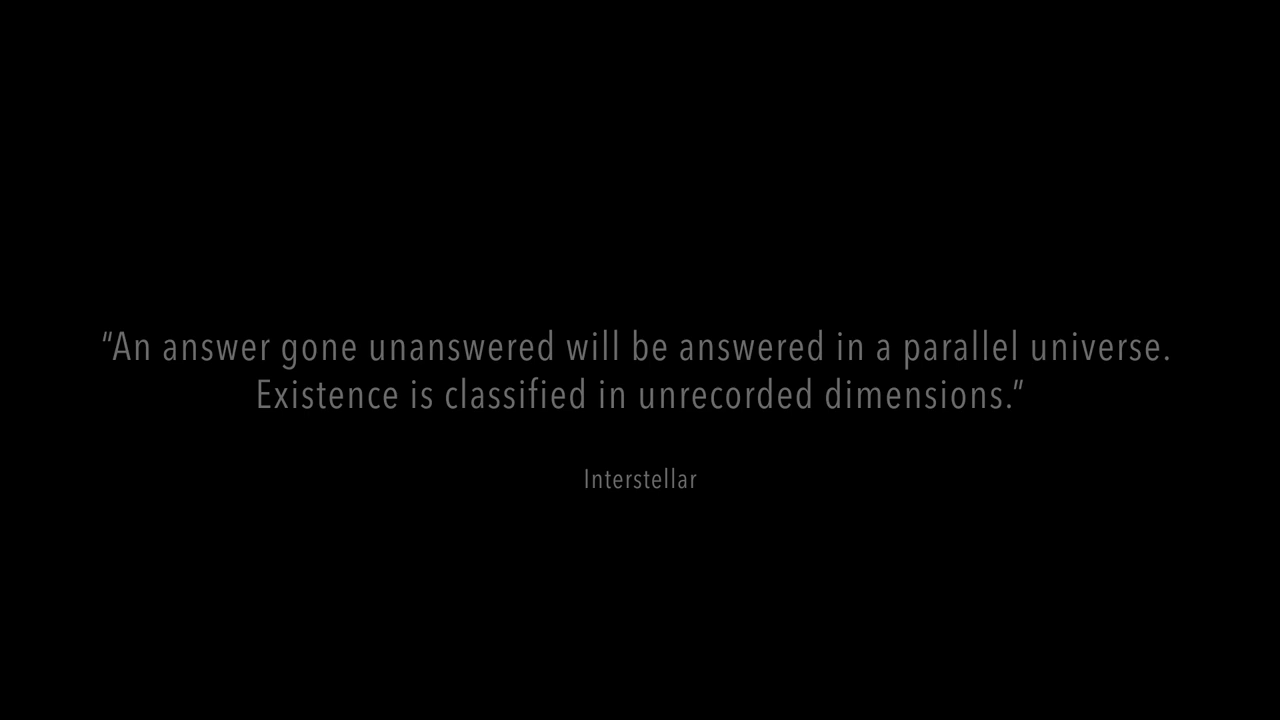 “An answer gone unanswered will be answered in a parallel universe.
Existence is classified in unrecorded dimensions.”
Interstellar